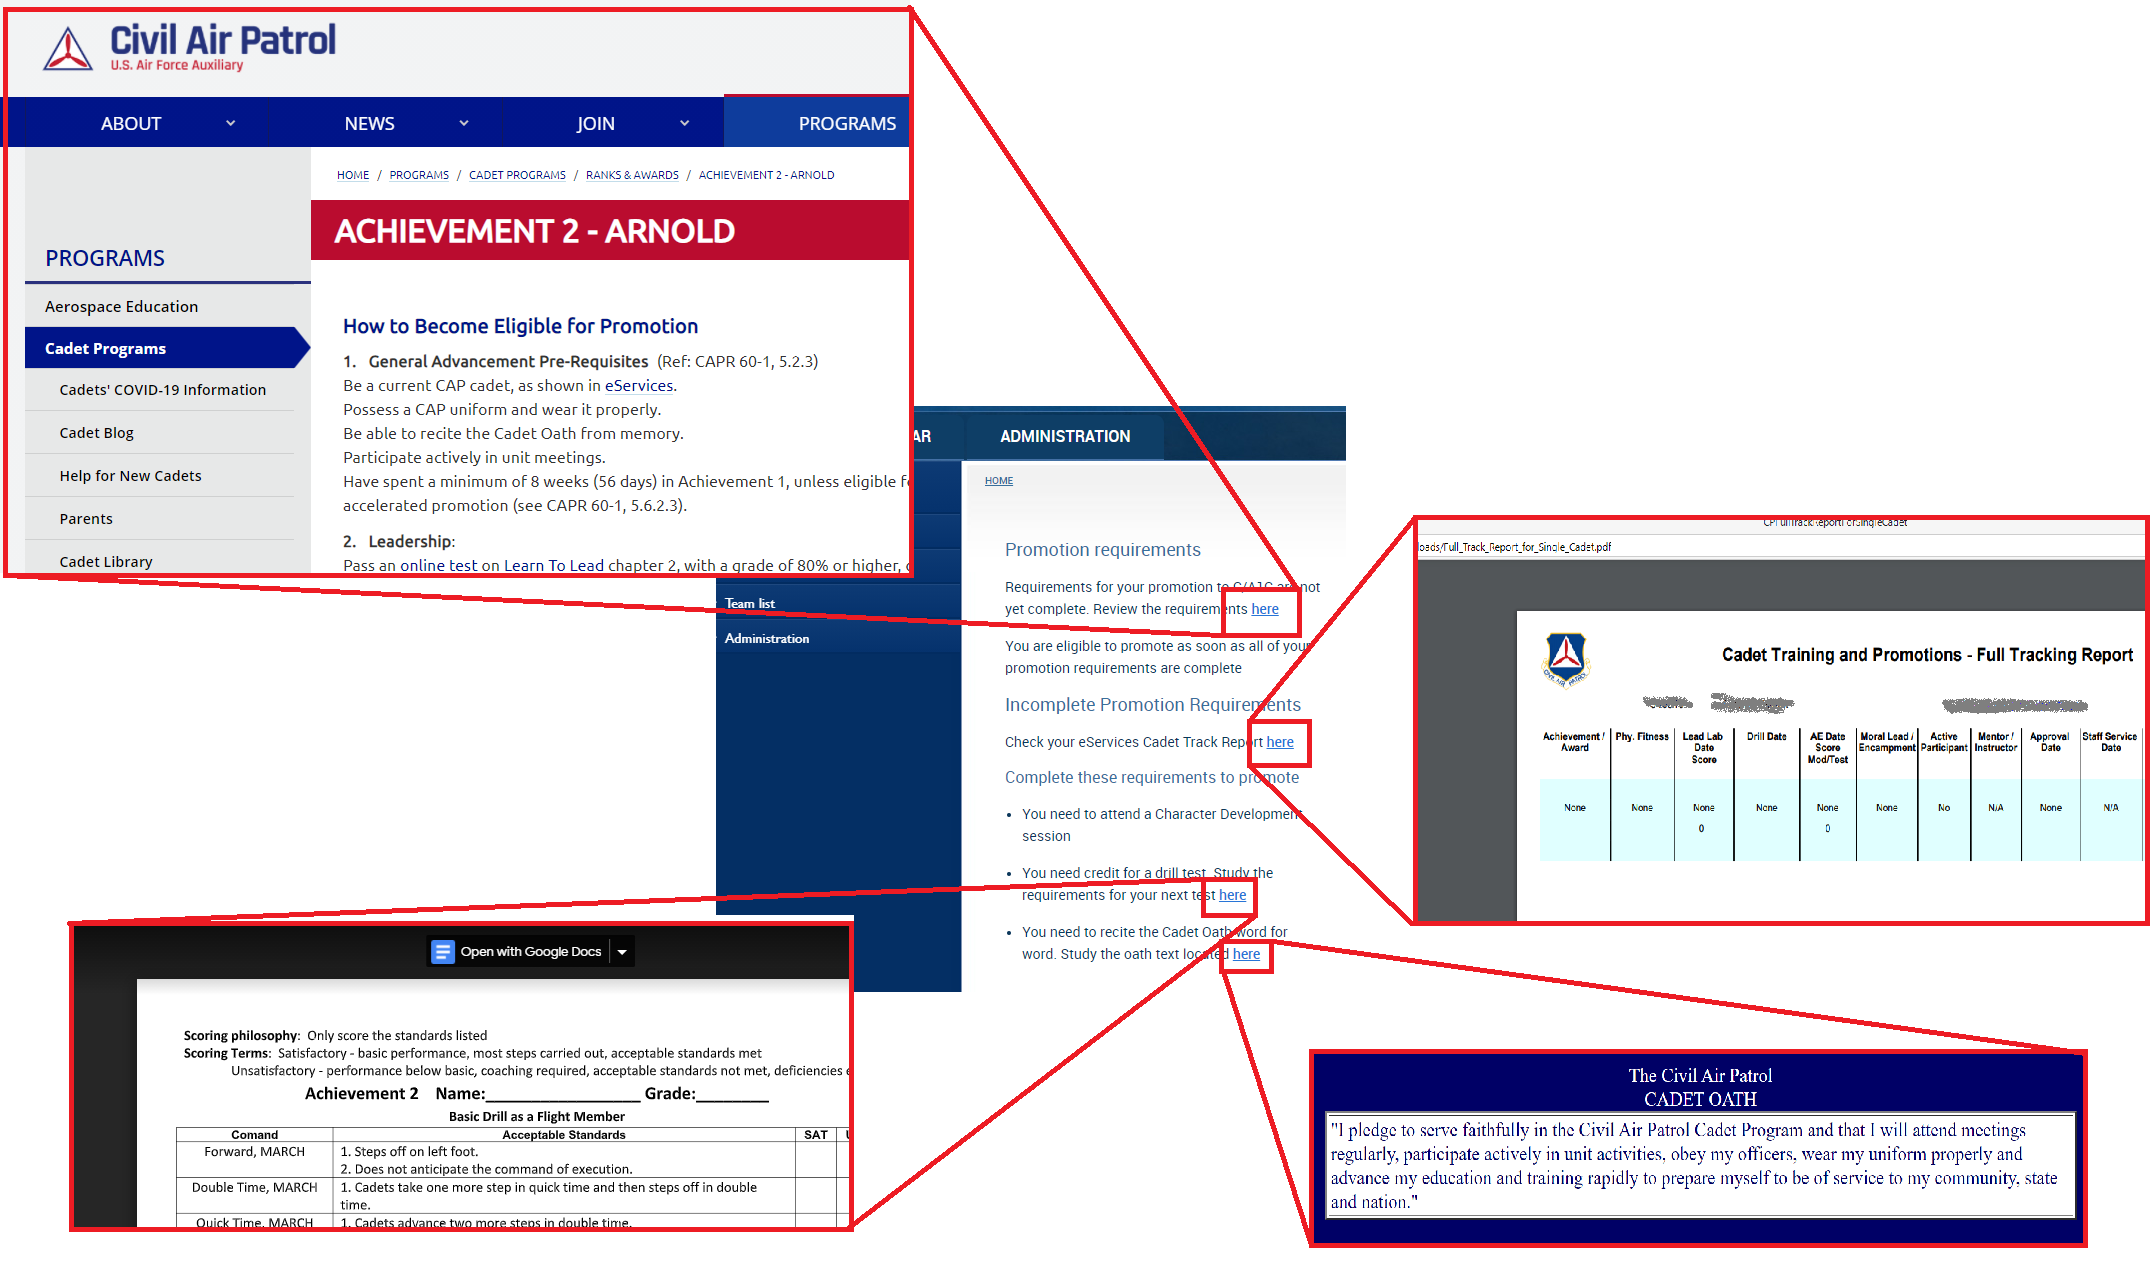 Civil Air Patrol
U.S. Air Force Auxiliary
ABOUT
NEWS
JOIN
PROGRAMS
HOME / PROGRAMS / CADET PROGRAMS / RANKS & AWARDS / ACHIEVEMENT 2 - ARNOLD
ACHIEVEMENT 2 - ARNOLD
PROGRAMS
Aerospace Education
Cadet Programs
Cadets' COVID-19 Information
Cadet Blog
Help for New Cadets
Parents
Cadet Library
How to Become Eligible for Promotion
1. General Advancement Pre-Requisites (Ref: CAPR 60-1, 5.2.3)
Be a current CAP cadet, as shown in eServices.
Possess a CAP uniform and wear it properly.
Be able to recite the Cadet Oath from memory.
Participate actively in unit meetings.
Have spent a minimum of 8 weeks (56 days) in Achievement 1, unless eligible
accelerated promotion (see CAPR 60-1, 5.6.2.3).
2. Leadership:
Pass an online test on Learn To Lead chapter 2, with a grade of 80% or higher,
AR
ADMINISTRATION
Team list
Administration
HOME
Promotion requirements
Requirements for your promotion to C/A1C are not
yet complete. Review the requirements here
You are eligible to promote as soon as all of your
promotion requirements are complete
Incomplete Promotion Requirements
Check your eServices Cadet Track Report here
Complete these requirements to promote
• You need to attend a Character Development
session
• You need credit for a drill test. Study the
requirements for your next test here
• You need to recite the Cadet Oath word for
word. Study the oath text located here
CPFullTrackReportForSingleCadet
loads/Full_Track_Report_for_Single_Cadet.pdf
CIVIL AIR PATROL
Cadet Training and Promotions - Full Tracking Report
Achievement / Award
Phy. Fitness
Lead Lab Date Score
Drill Date
AE Date Score Mod/Test
Moral Lead / Encampment
Active Participant
Mentor / Instructor
Approval Date
Staff Service Date
None None None None None None No N/A None N/A
0 0
Open with Google Docs
Scoring philosophy: Only score the standards listed
Scoring Terms: Satisfactory - basic performance, most steps carried out, acceptable standards met
Unsatisfactory - performance below basic, coaching required, acceptable standards not met, deficiencies
Achievement 2 Name:__________________ Grade:________
Basic Drill as a Flight Member
Comand Acceptable Standards SAT
Forward, MARCH 1. Steps off on left foot.
2. Does not anticipate the command of execution.
Double Time, MARCH 1. Cadets take one more step in quick time and then steps off in double
time.
Quick Time, MARCH 1. Cadets advance two more steps in double time.
The Civil Air Patrol
CADET OATH
"I pledge to serve faithfully in the Civil Air Patrol Cadet Program and that I will attend meetings
regularly, participate actively in unit activities, obey my officers, wear my uniform properly and
advance my education and training rapidly to prepare myself to be of service to my community, state
and nation."